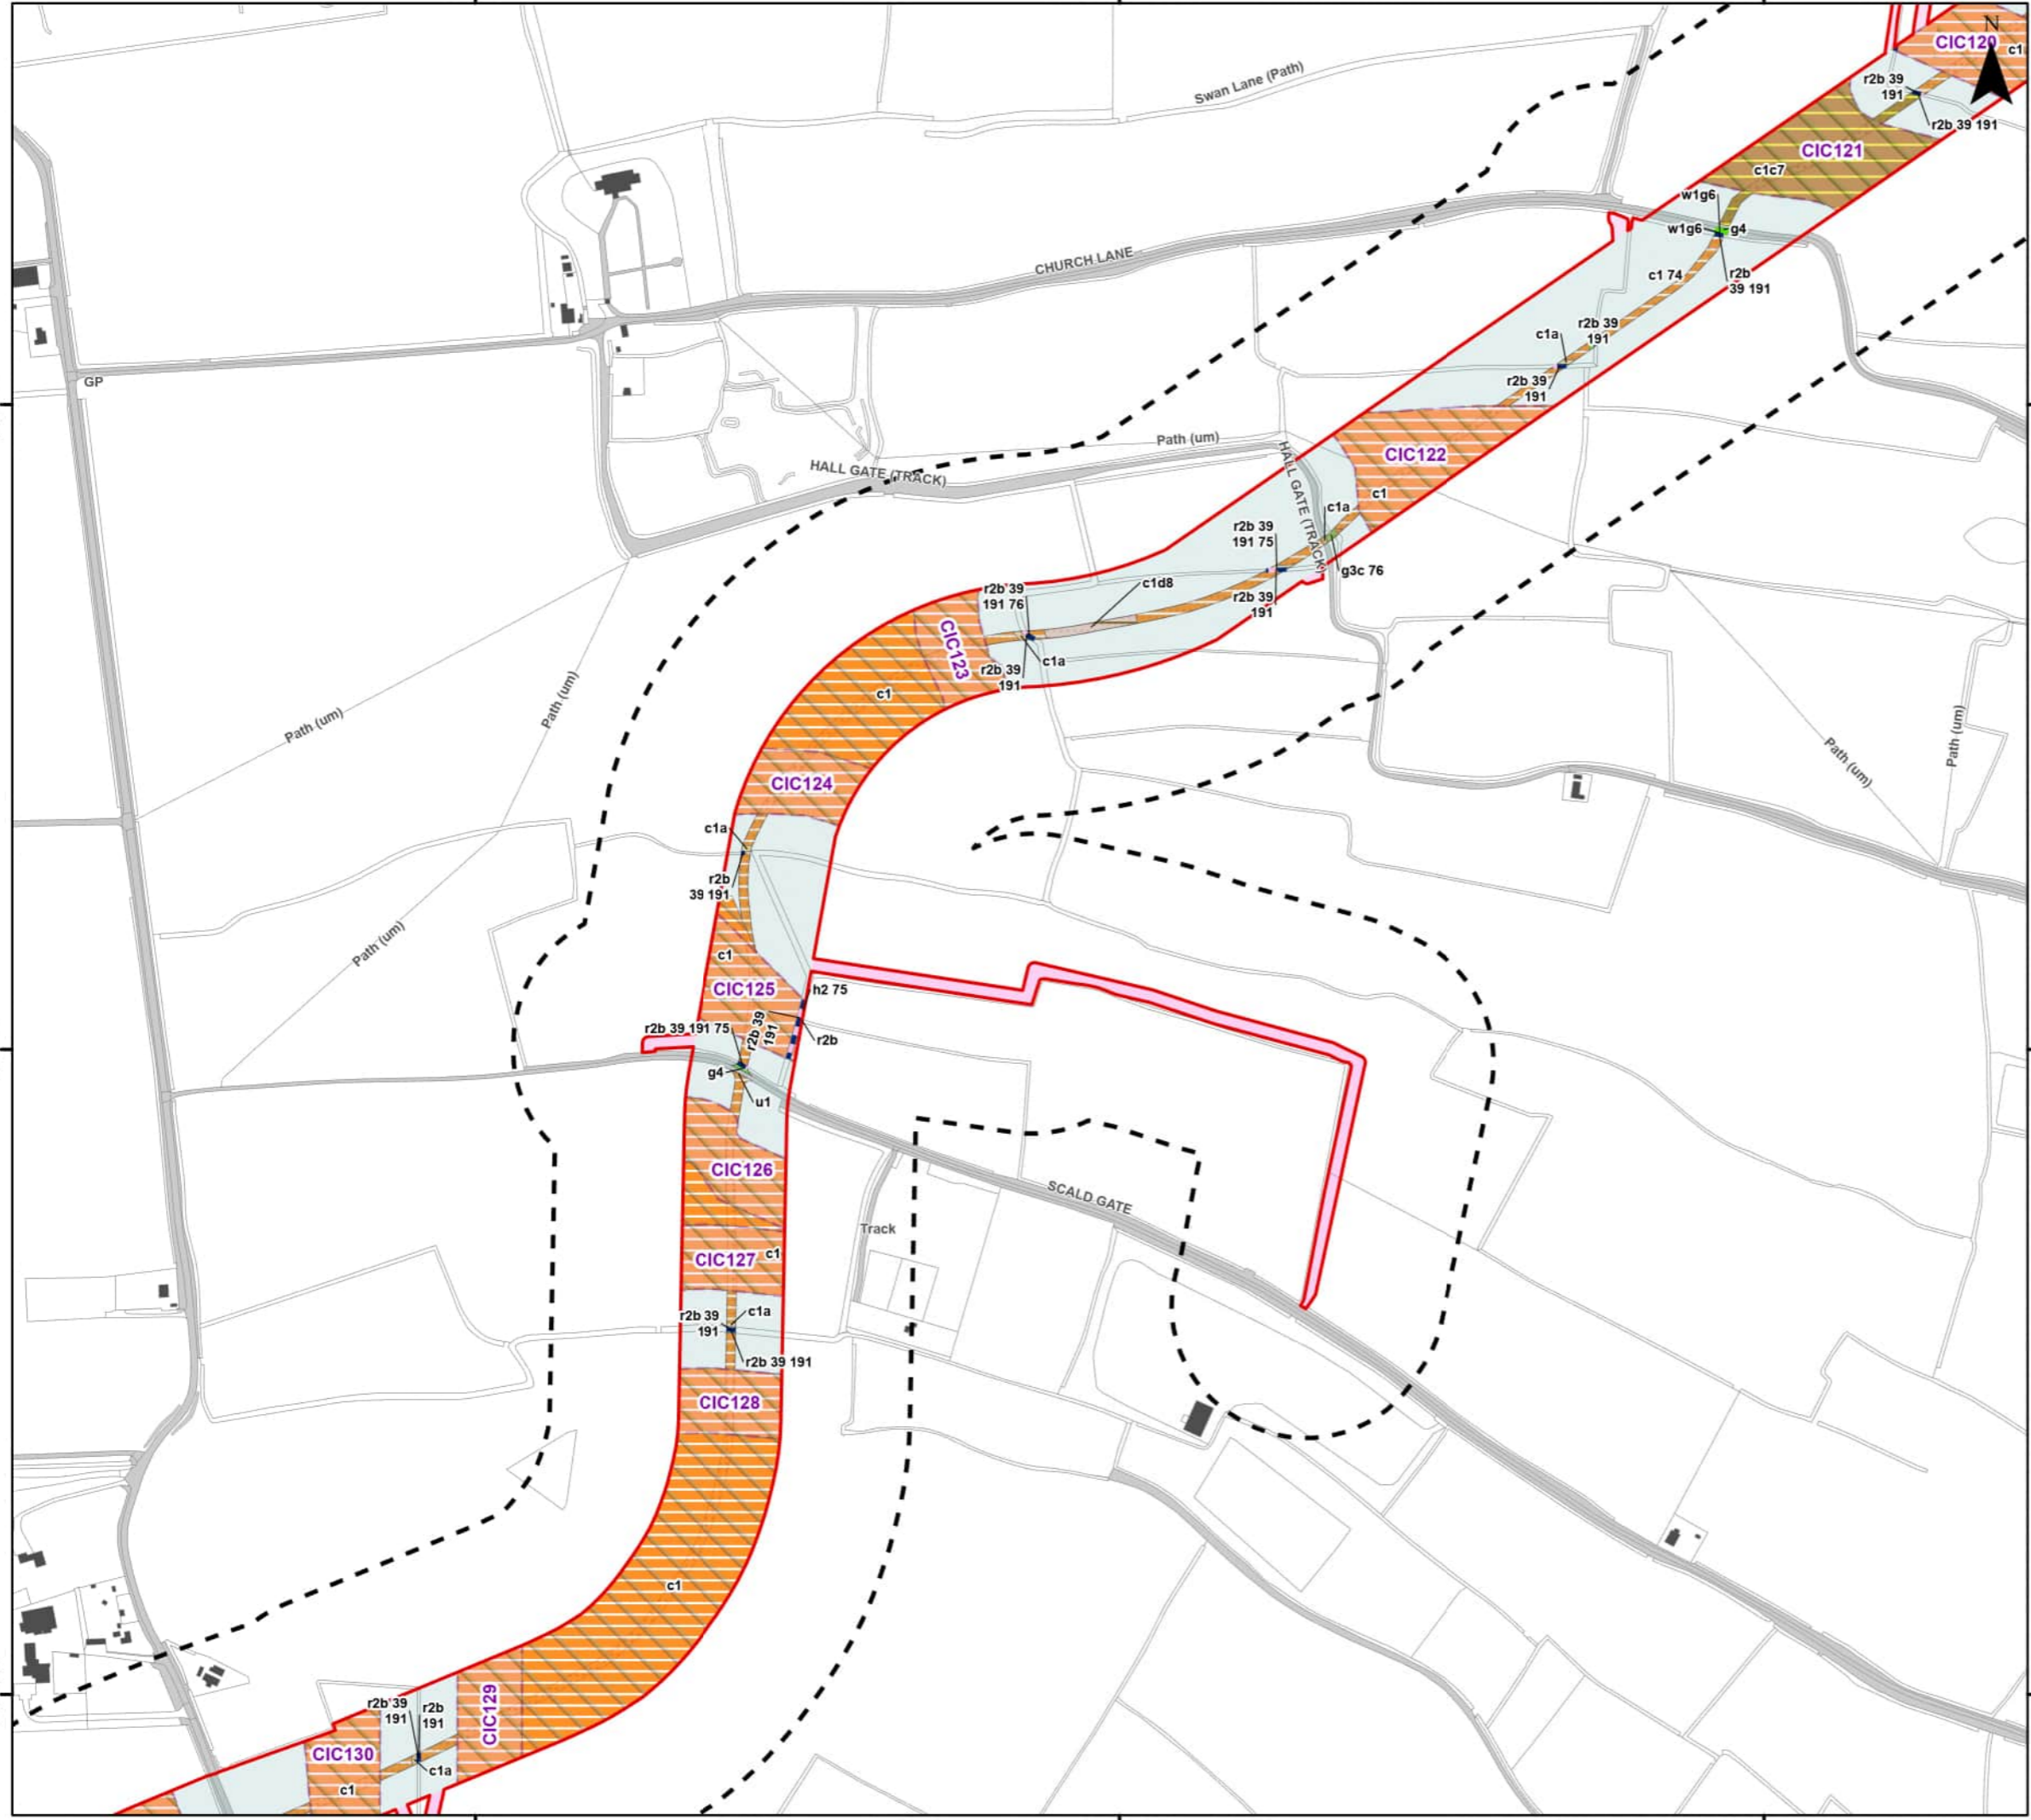 N
CIC120
c1
r2b 39
191
Swan Lane (Path)
r2b 39 191
CIC121
c1c7
w1g6
w1g6
g4
CHURCH LANE
c1 74
r2b
39 191
r2b 39
191
c1a
GP
r2b 39
191
Path (um)
CIC122
HALL GATE (TRACK)
HALL GATE (TRACK)
c1
c1a
r2b 39
191 75
g3c 76
c1d8
r2b 39
191 76
r2b 39
191
CIC123
c1a
r2b 39
191
c1
Path (um)
Path (um)
Path (um)
Path (um)
CIC124
c1a
r2b
39 191
Path (um)
c1
CIC125
h2 75
r2b 39 191 75
r2b 39
191
r2b
g4
u1
CIC126
SCALD GATE
Track
CIC127
c1
r2b 39
191
c1a
r2b 39 191
CIC128
c1
r2b 39
191
r2b
191
CIC129
CIC130
c1a
c1